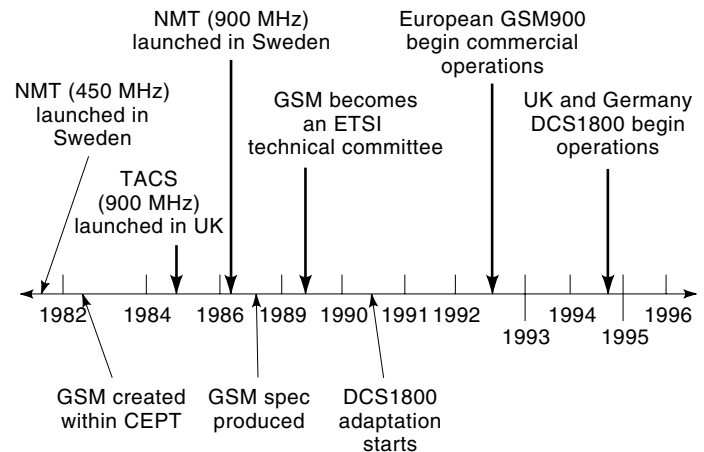 NMT (900 MHz)
launched in Sweden
European GSM900
begin commercial
operations
NMT (450 MHz)
launched in
Sweden
GSM becomes
an ETSI
technical committee
UK and Germany
DCS1800 begin
operations
TACS
(900 MHz)
launched in UK
1982 1984 1986 1989 1990 1991 1992 1993 1994 1995 1996
GSM created
within CEPT
GSM spec
produced
DCS1800
adaptation
starts